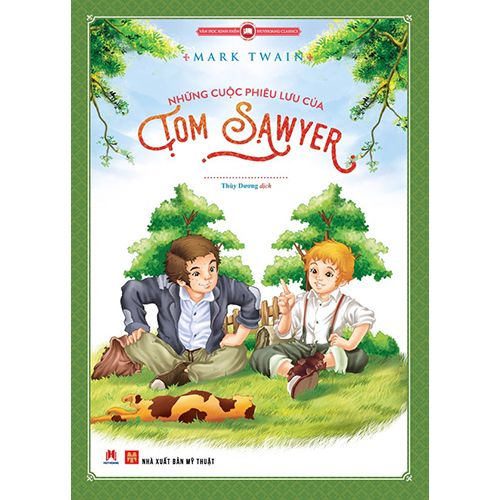 VĂN HỌC KINH ĐIỂN
HUYHOANG CLASSICS
MARK TWAIN
NHỮNG CUỘC PHIÊU LƯU CỦA
TOM SAWYER
Thùy Dương dịch
HUYHOANG
NHÀ XUẤT BẢN MỸ THUẬT